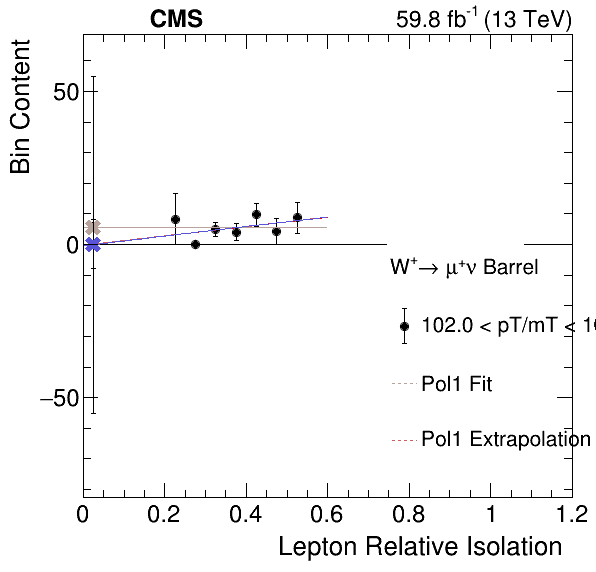 CMS
59.8 fb⁻¹ (13 TeV)
Bin Content
50
0
−50
W⁺→ μ⁺ν Barrel
102.0 < pT/mT < 10
Pol1 Fit
Pol1 Extrapolation
0 0.2 0.4 0.6 0.8 1 1.2
Lepton Relative Isolation